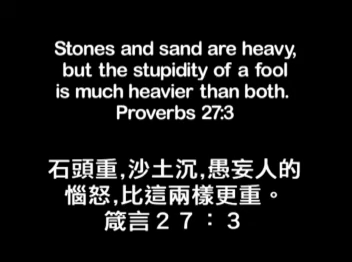 Stones and sand are heavy,
but the stupidity of a fool
is much heavier than both.
Proverbs 27:3
石頭重,沙土沉,愚妄人的
惱怒,比這兩樣更重。
箴言２７：３